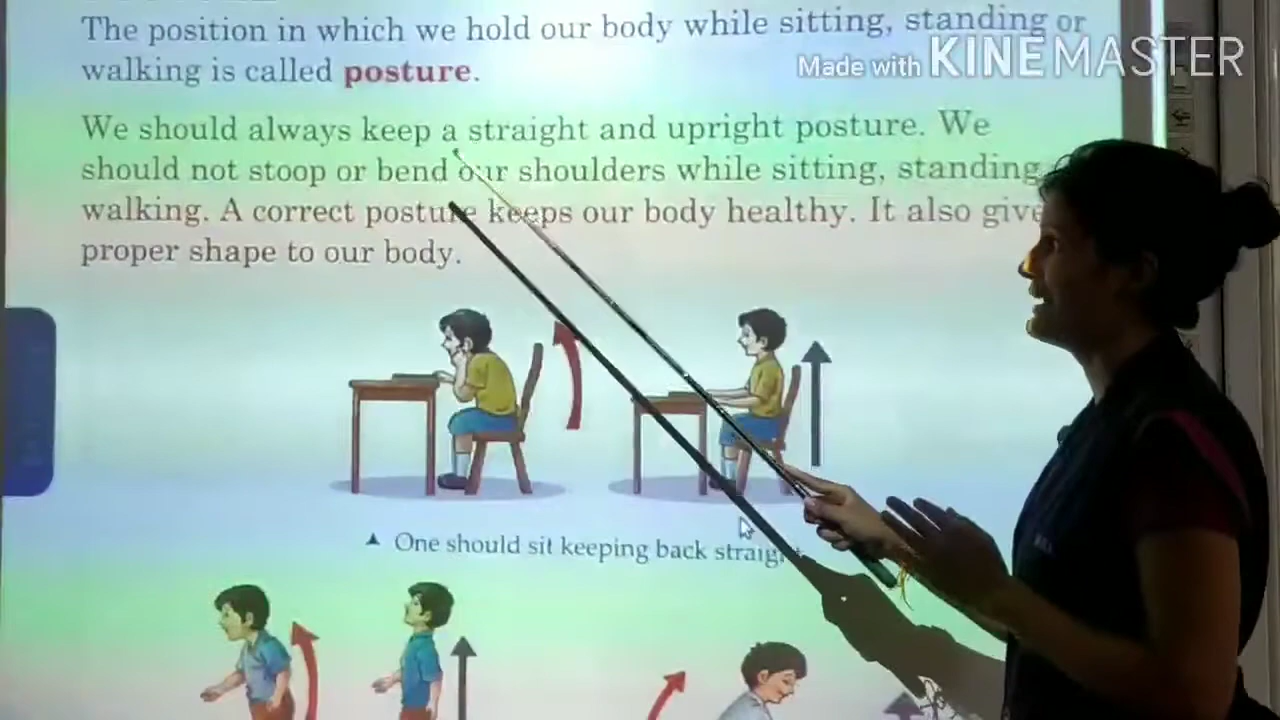 The position in which we hold our body while sitting, standing or
Made with KINEMASTER
walking is called posture.
We should always keep a straight and upright posture. We
should not stoop or bend our shoulders while sitting, standing
walking. A correct posture keeps our body healthy. It also give
proper shape to our body.
▲ One should sit keeping back straight